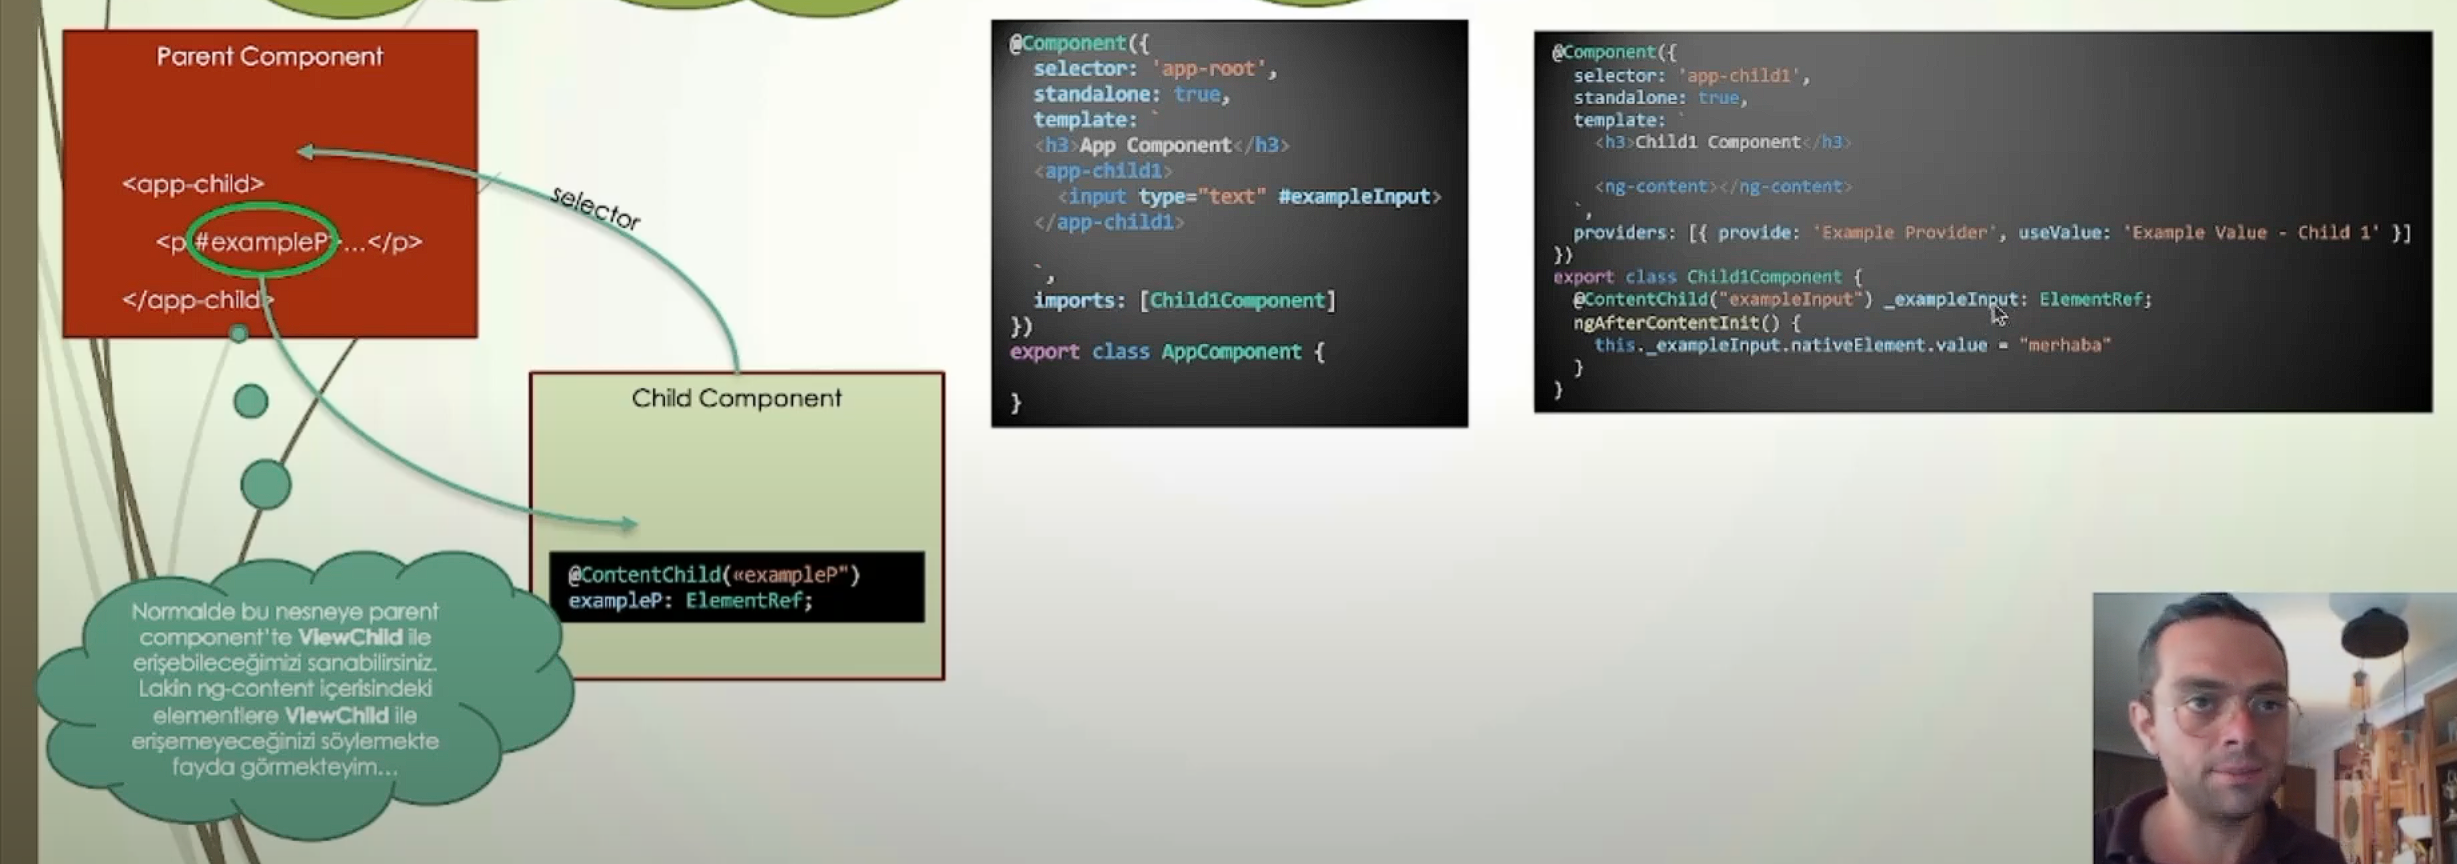 Parent Component
<app-child>
<p #exampleP>...</p>
</app-child>
selector
Child Component
@ContentChild(«exampleP")
exampleP: ElementRef;
Normalde bu nesneye parent
component'te ViewChild ile
erişebileceğimizi sanabilirsiniz.
Lakin ng-content içerisindeki
elementlere ViewChild ile
erişemeyeceğinizi söylemekte
fayda görmekteyim...
@Component({
selector: 'app-root',
standalone: true,
template: `
<h3>App Component</h3>
<app-child1>
<input type="text" #exampleInput>
</app-child1>
`,
imports: [Child1Component]
})
export class AppComponent {
}
@Component({
selector: 'app-child1',
standalone: true,
template: `
<h3>Child1 Component</h3>
<ng-content></ng-content>
`,
providers: [{ provide: 'Example Provider', useValue: 'Example Value - Child 1' }]
})
export class Child1Component {
@ContentChild("exampleInput") _exampleInput: ElementRef;
ngAfterContentInit() {
this._exampleInput.nativeElement.value = "merhaba"
}
}